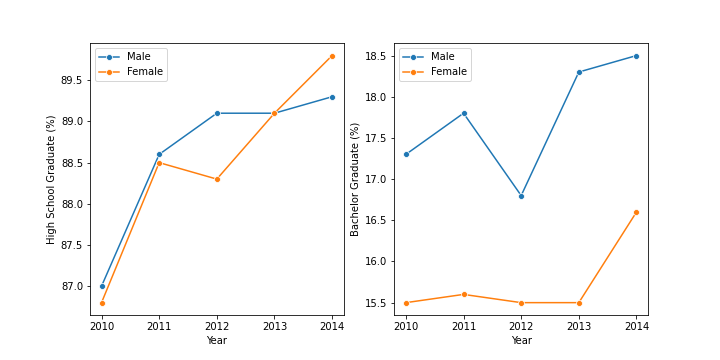 Male
Female
89.5
89.0
88.5
88.0
87.5
87.0
High School Graduate (%)
2010 2011 2012 2013 2014
Year
Male
Female
18.5
18.0
17.5
17.0
16.5
16.0
15.5
Bachelor Graduate (%)
2010 2011 2012 2013 2014
Year